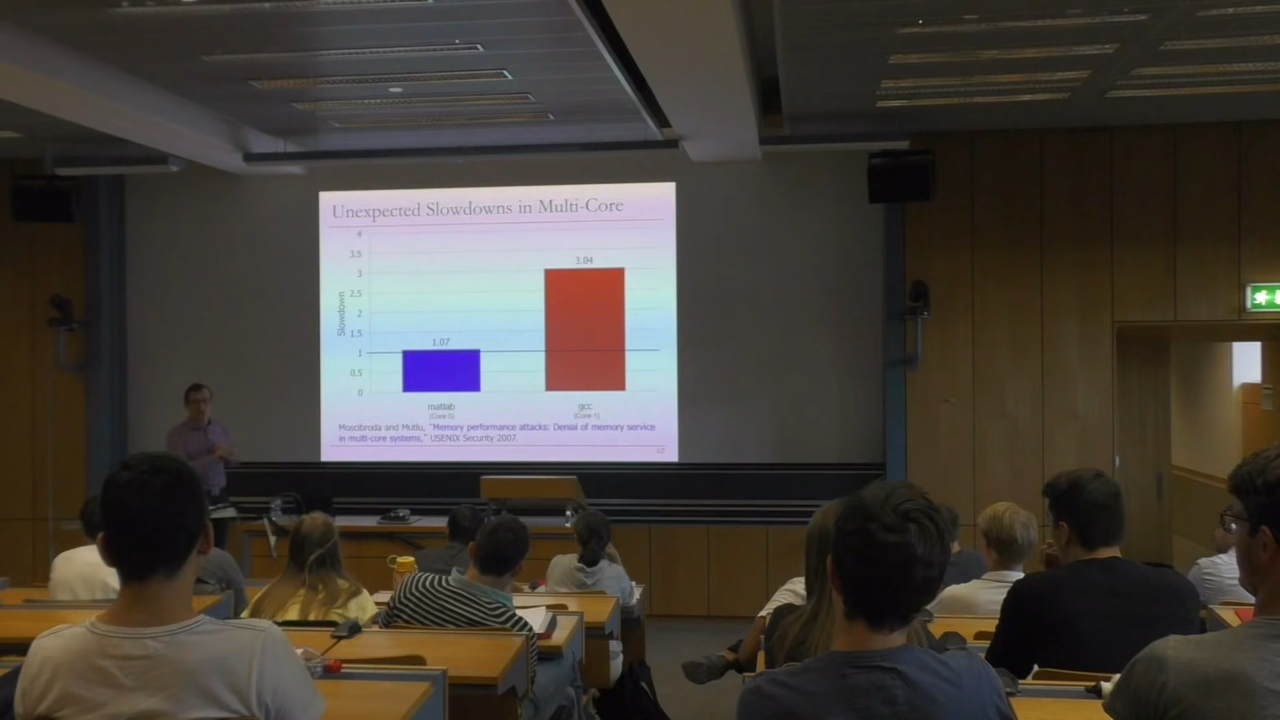 Unexpected Slowdowns in Multi-Core
4
3.5
3
2.5
2
1.5
1
0.5
0
Slowdown
1.07
3.04
matlab
(Core 0)
gcc
(Core 1)
Moscibroda and Mutlu, "Memory performance attacks: Denial of memory service
in multi-core systems," USENIX Security 2007.